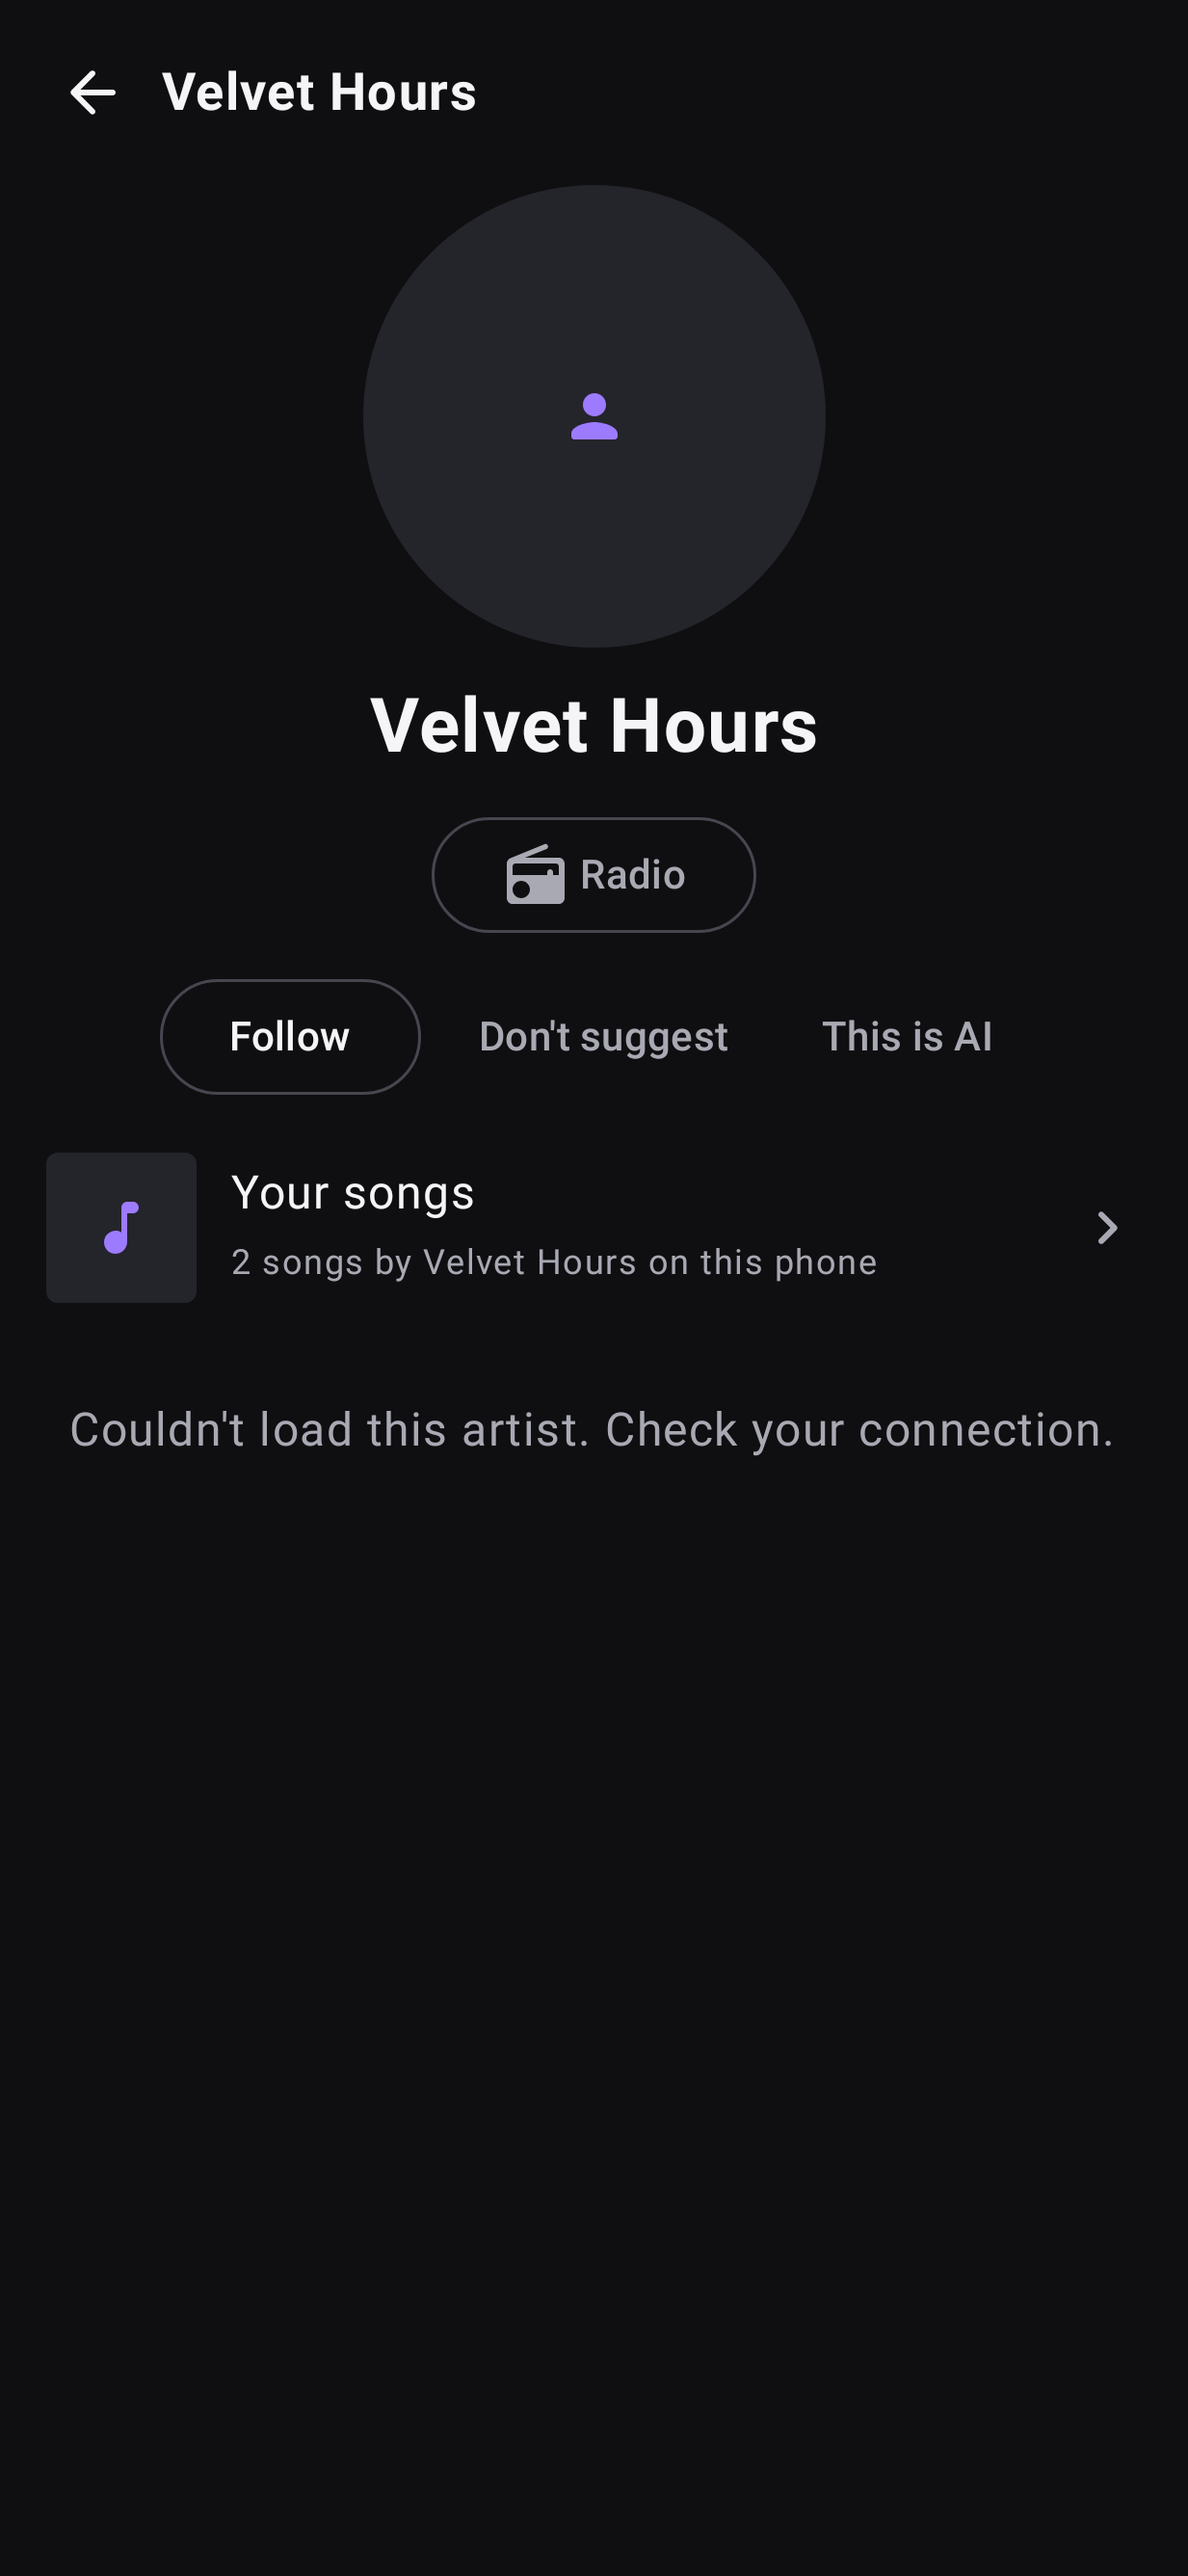 Velvet Hours
Velvet Hours
Radio
Follow
Don't suggest
This is AI
Your songs
2 songs by Velvet Hours on this phone
Couldn't load this artist. Check your connection.